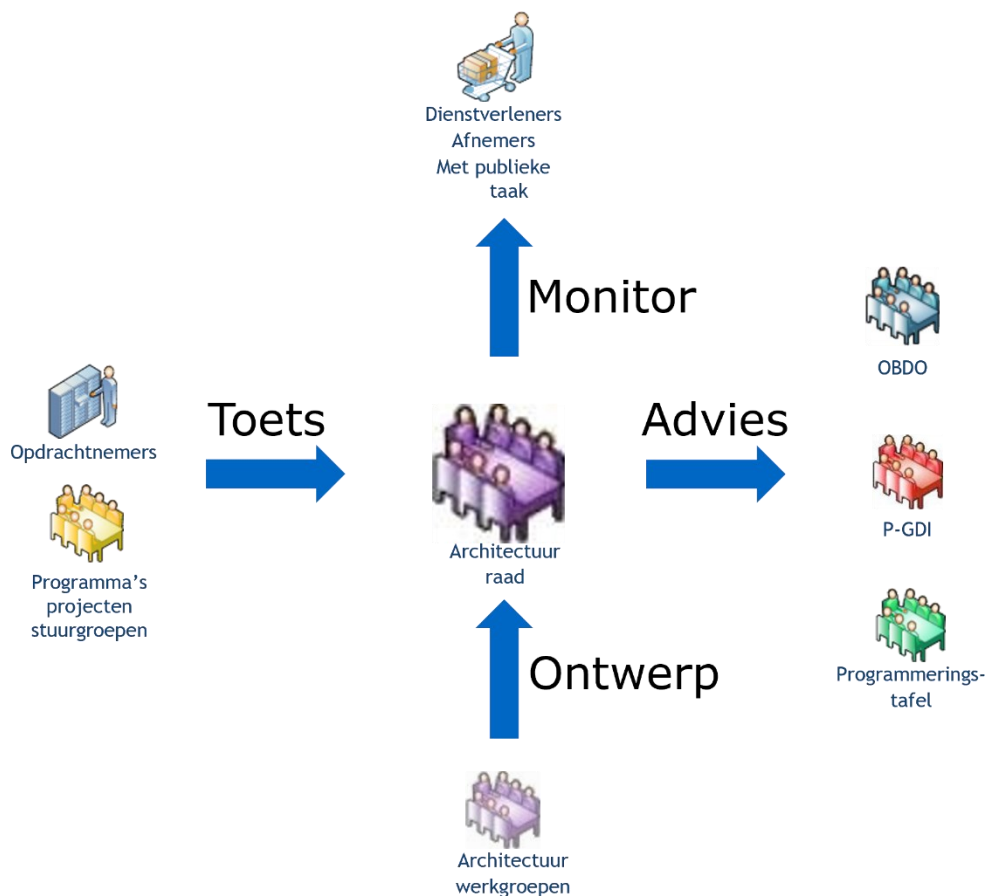 Dienstverleners
Afnemers
Met publieke
taak
Monitor
OBDO
Toets
Advies
Opdrachtnemers
P-GDI
Architectuur
raad
Programma's
projecten
stuurgroepen
Ontwerp
Programmerings-
tafel
Architectuur
werkgroepen